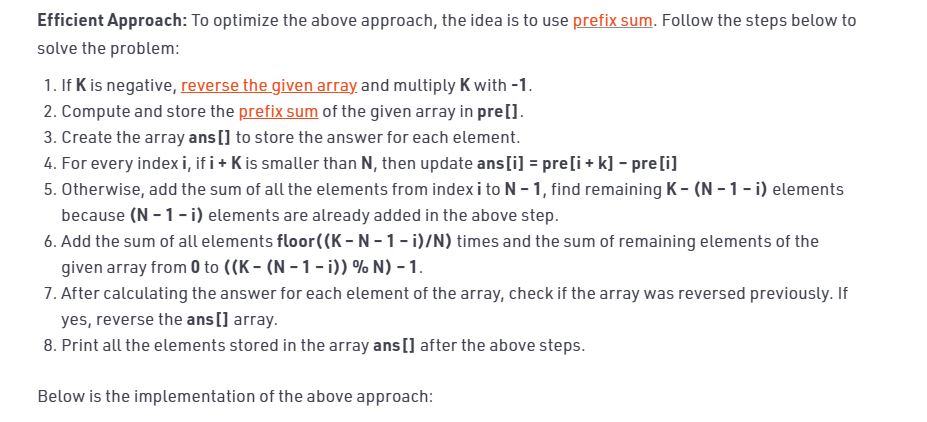 Efficient Approach: To optimize the above approach, the idea is to use prefix sum. Follow the steps below to
solve the problem:
1. If K is negative, reverse the given array and multiply K with -1.
2. Compute and store the prefix sum of the given array in pre[].
3. Create the array ans[] to store the answer for each element.
4. For every index i, if i + K is smaller than N, then update ans[i] = pre[i + k] – pre[i]
5. Otherwise, add the sum of all the elements from index i to N – 1, find remaining K – (N – 1 – i) elements
because (N – 1 – i) elements are already added in the above step.
6. Add the sum of all elements floor((K – N – 1 – i)/N) times and the sum of remaining elements of the
given array from 0 to ((K – (N – 1 – i)) % N) – 1.
7. After calculating the answer for each element of the array, check if the array was reversed previously. If
yes, reverse the ans[] array.
8. Print all the elements stored in the array ans[] after the above steps.
Below is the implementation of the above approach: